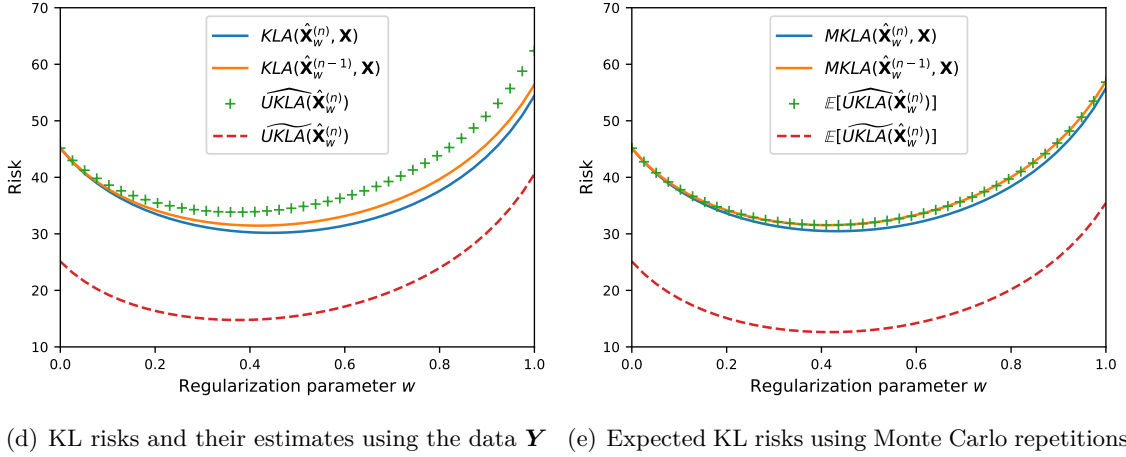 70
60
50
40
30
20
10
Risk
0.0 0.2 0.4 0.6 0.8 1.0
Regularization parameter w
KLA(X̂_w^(n), X)
KLA(X̂_w^(n−1), X)
\widehat{UKLA}(X̂_w^(n))
\widetilde{UKLA}(X̂_w^(n))
(d) KL risks and their estimates using the data Y
70
60
50
40
30
20
10
Risk
0.0 0.2 0.4 0.6 0.8 1.0
Regularization parameter w
MKLA(X̂_w^(n), X)
MKLA(X̂_w^(n−1), X)
𝔼[\widehat{UKLA}(X̂_w^(n))]
𝔼[\widetilde{UKLA}(X̂_w^(n))]
(e) Expected KL risks using Monte Carlo repetitions